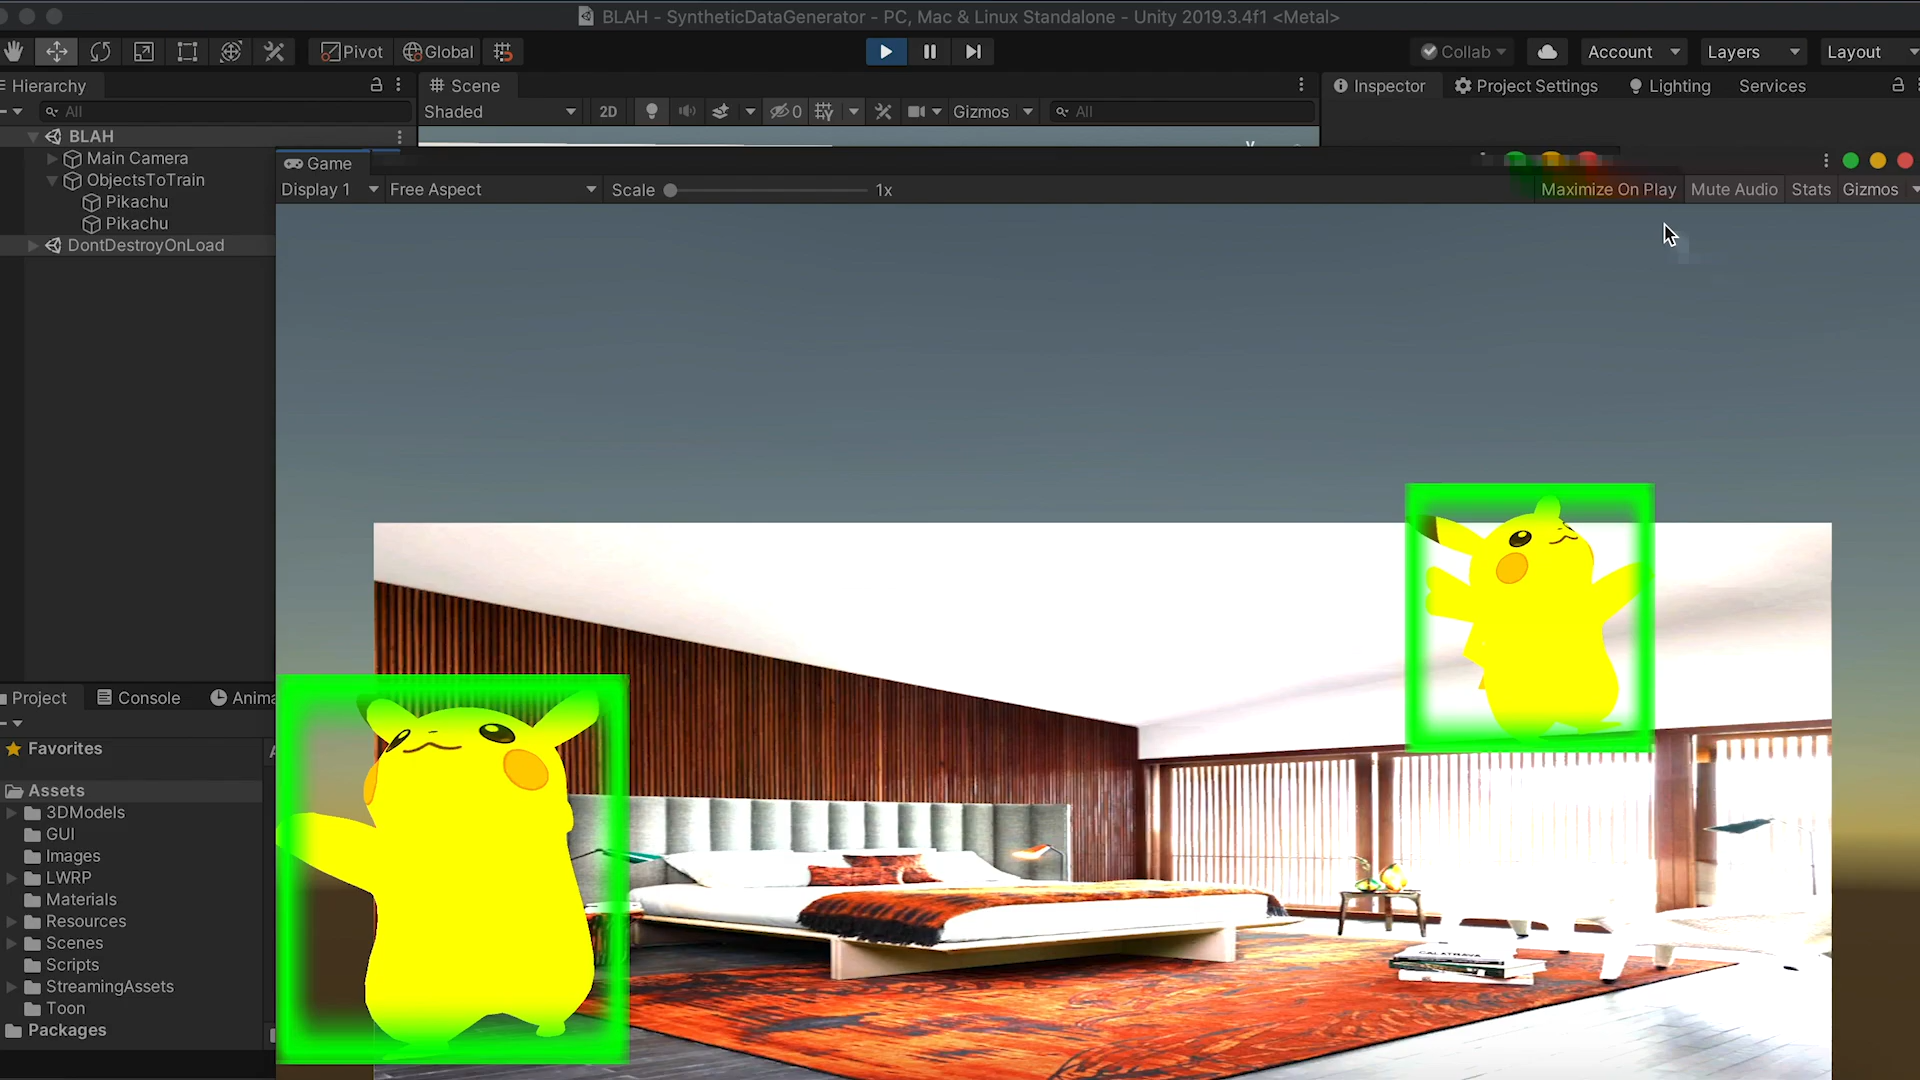 BLAH - SyntheticDataGenerator - PC, Mac & Linux Standalone - Unity 2019.3.4f1 <Metal>
Pivot Global Collab Account Layers Layout
Hierarchy Scene Inspector Project Settings Lighting Services
All Shaded 2D 0 Gizmos All
BLAH
Main Camera
ObjectsToTrain
Pikachu
Pikachu
DontDestroyOnLoad
Game
Display 1 Free Aspect Scale 1x Maximize On Play Mute Audio Stats Gizmos
Project Console Anima
Favorites
Assets
3DModels
GUI
Images
LWRP
Materials
Resources
Scenes
Scripts
StreamingAssets
Toon
Packages
CALATRAVA